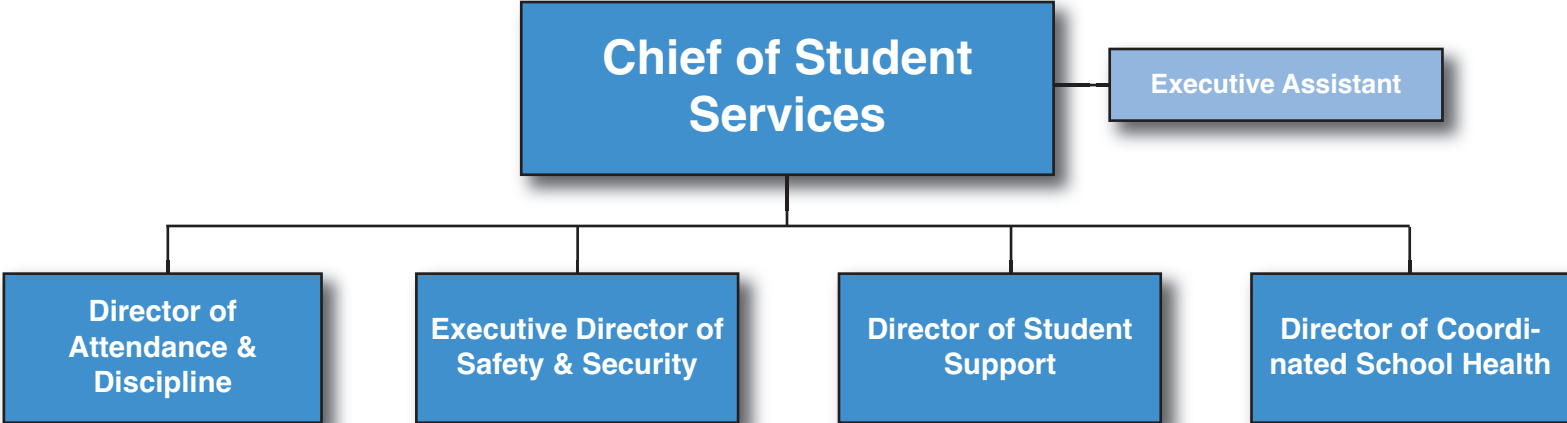 Chief of Student
Services
Executive Assistant
Director of
Attendance &
Discipline
Executive Director of
Safety & Security
Director of Student
Support
Director of Coordi-
nated School Health